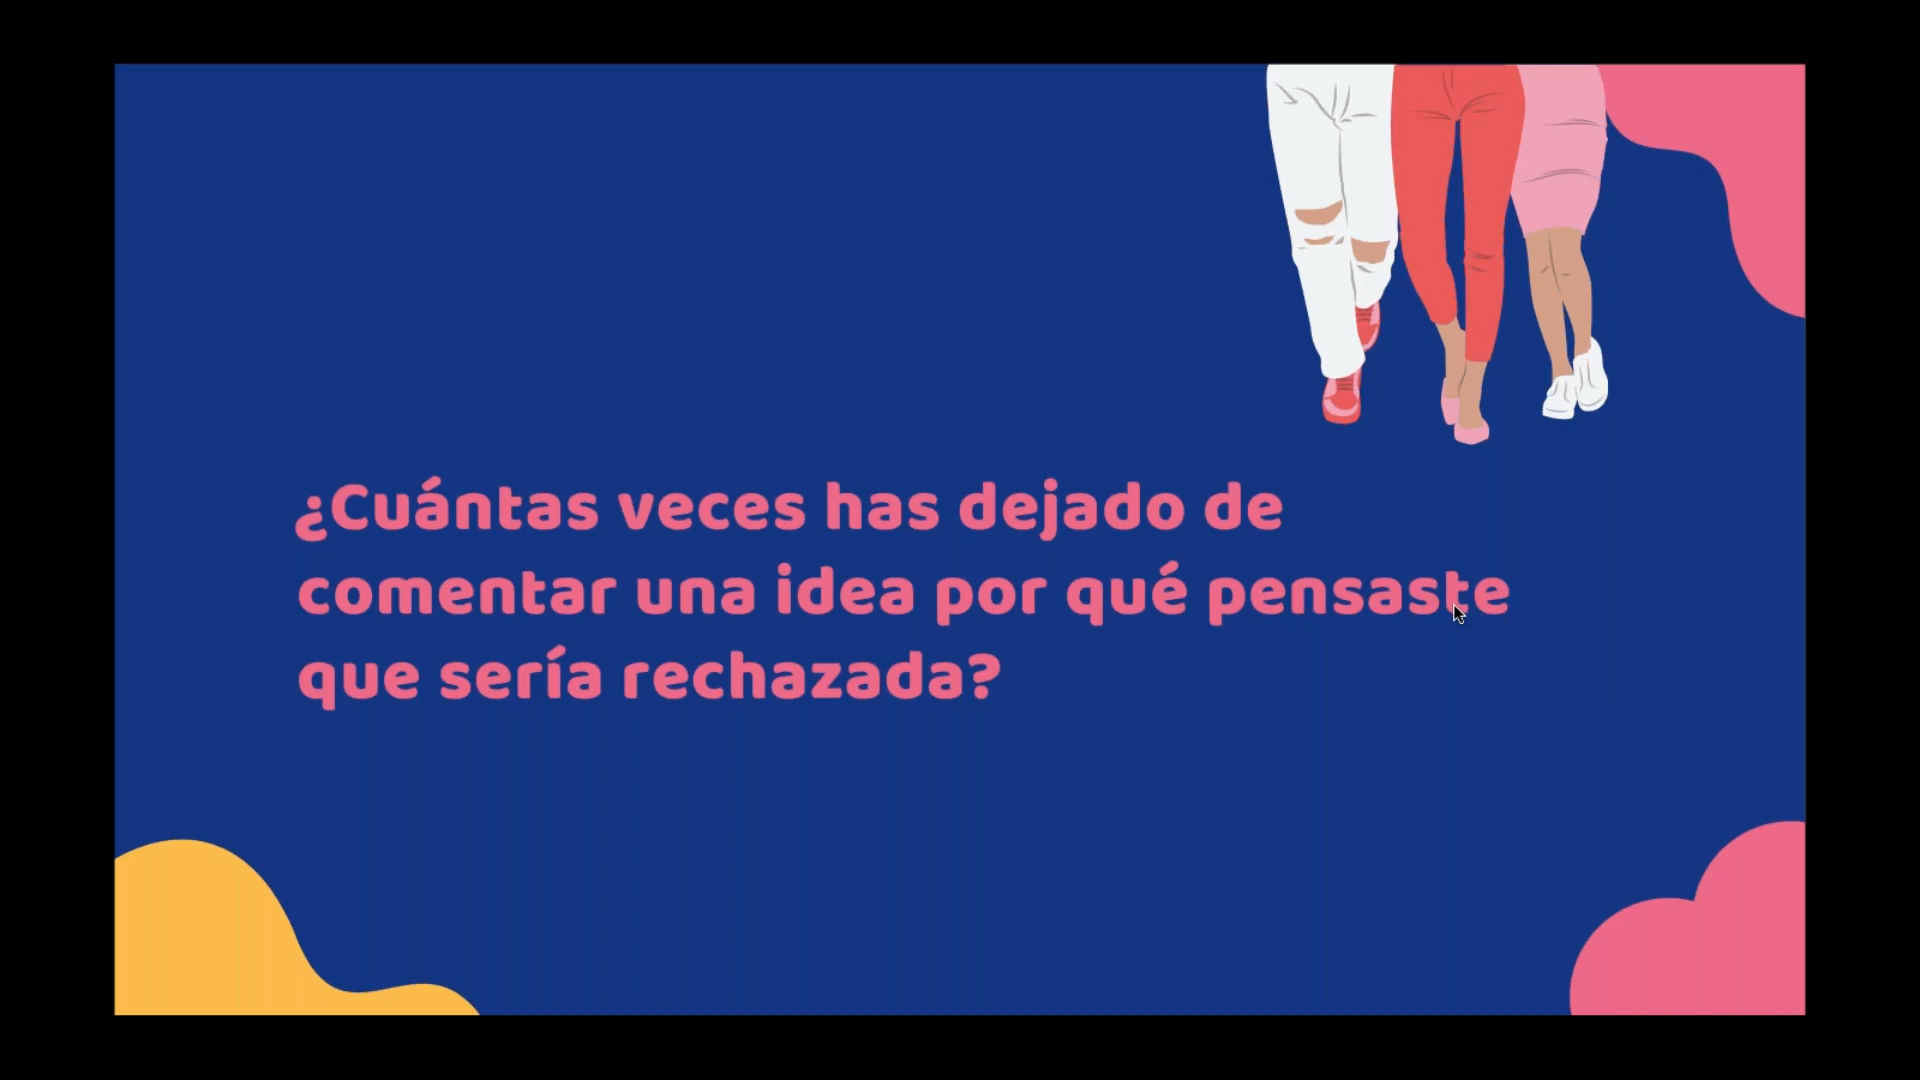 ¿Cuántas veces has dejado de
comentar una idea por qué pensaste
que sería rechazada?